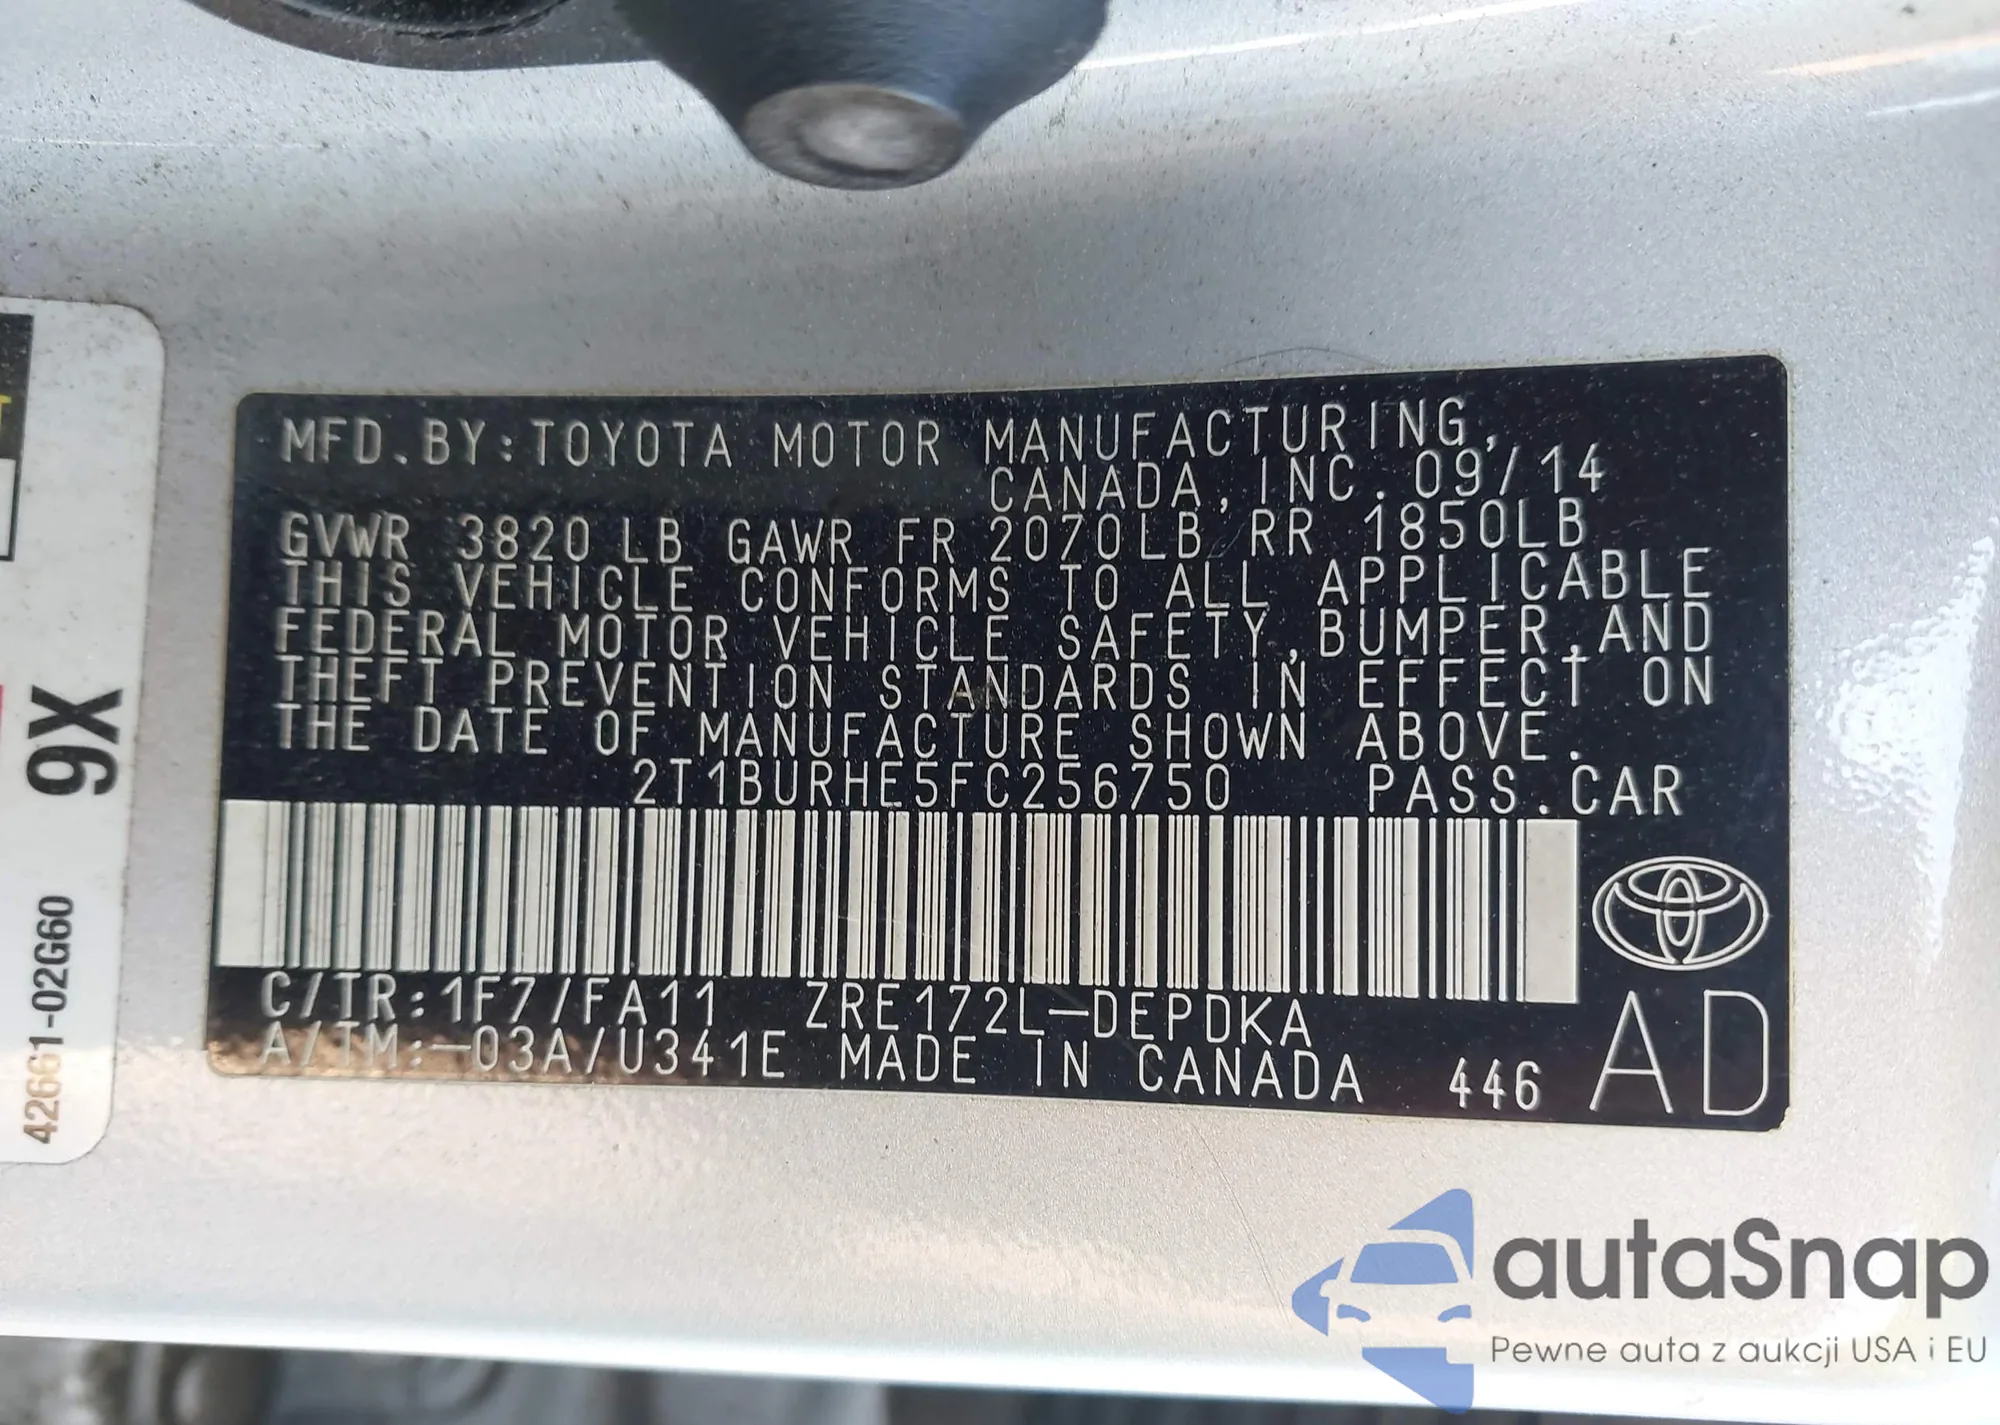 MFD.BY:TOYOTA MOTOR MANUFACTURING,
CANADA,INC.09/14
GVWR 3820LB GAWR FR 2070LB RR 1850LB
THIS VEHICLE CONFORMS TO ALL APPLICABLE
FEDERAL MOTOR VEHICLE SAFETY,BUMPER,AND
THEFT PREVENTION STANDARDS IN EFFECT ON
THE DATE OF MANUFACTURE SHOWN ABOVE.
2T1BURHE5FC256750 PASS.CAR
C/TR:1F7/FA11 ZRE172L-DEPDKA
A/TM:-03A/U341E MADE IN CANADA 446
AD
9X
42661-02G60
autaSnap
Pewne auta z aukcji USA i EU